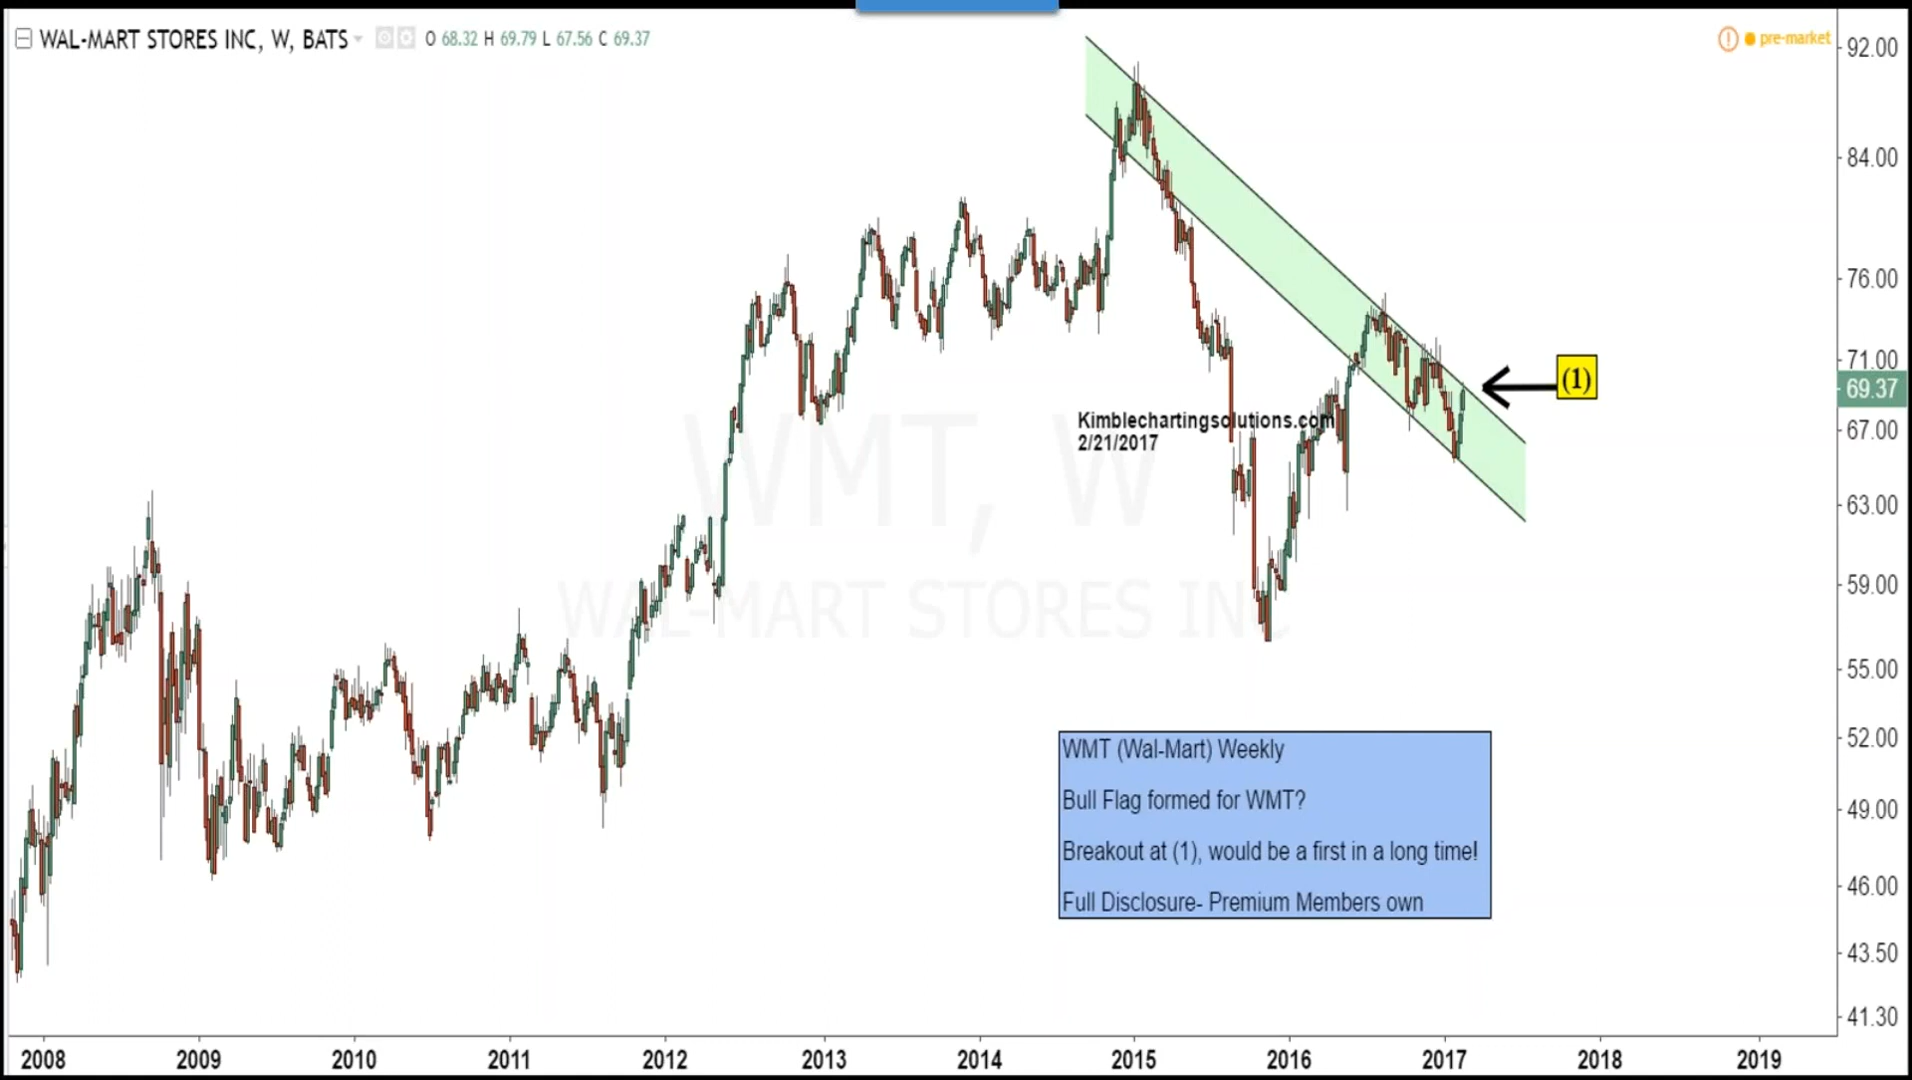 WAL-MART STORES INC, W, BATS O 68.32 H 69.79 L 67.56 C 69.37
pre-market
92.00
84.00
76.00
71.00
69.37
67.00
63.00
59.00
55.00
52.00
49.00
46.00
43.50
41.30
(1)
Kimblechartingsolutions.com
2/21/2017
WMT, W
WAL-MART STORES INC
WMT (Wal-Mart) Weekly
Bull Flag formed for WMT?
Breakout at (1), would be a first in a long time!
Full Disclosure- Premium Members own
2008 2009 2010 2011 2012 2013 2014 2015 2016 2017 2018 2019